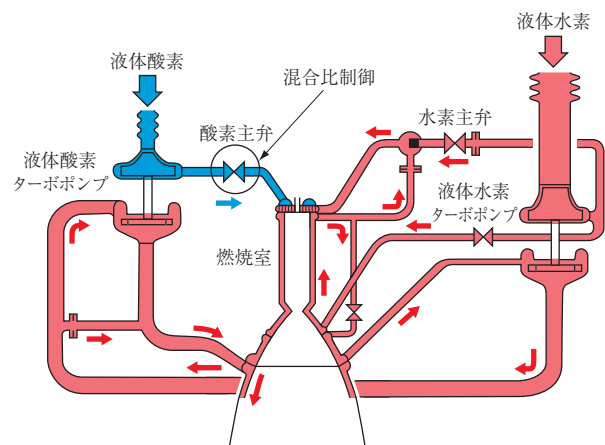 液体酸素
混合比制御
液体水素
酸素主弁
水素主弁
液体酸素
ターボポンプ
液体水素
ターボポンプ
燃焼室